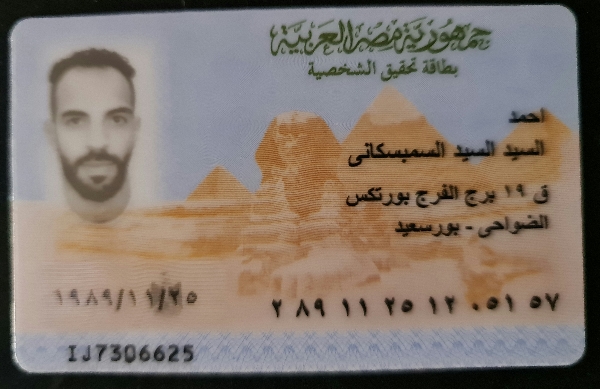 جمهورية مصر العربية
بطاقة تحقيق الشخصية
احمد
السيد السيد السمبسكانى
ق ١٩ برج الفرج بورتكس
الضواحى - بورسعيد
١٩٨٩/١١/٢٥
٢ ٨٩ ١١ ٢٥ ١٢ ٠٥١ ٥٧
IJ7306625